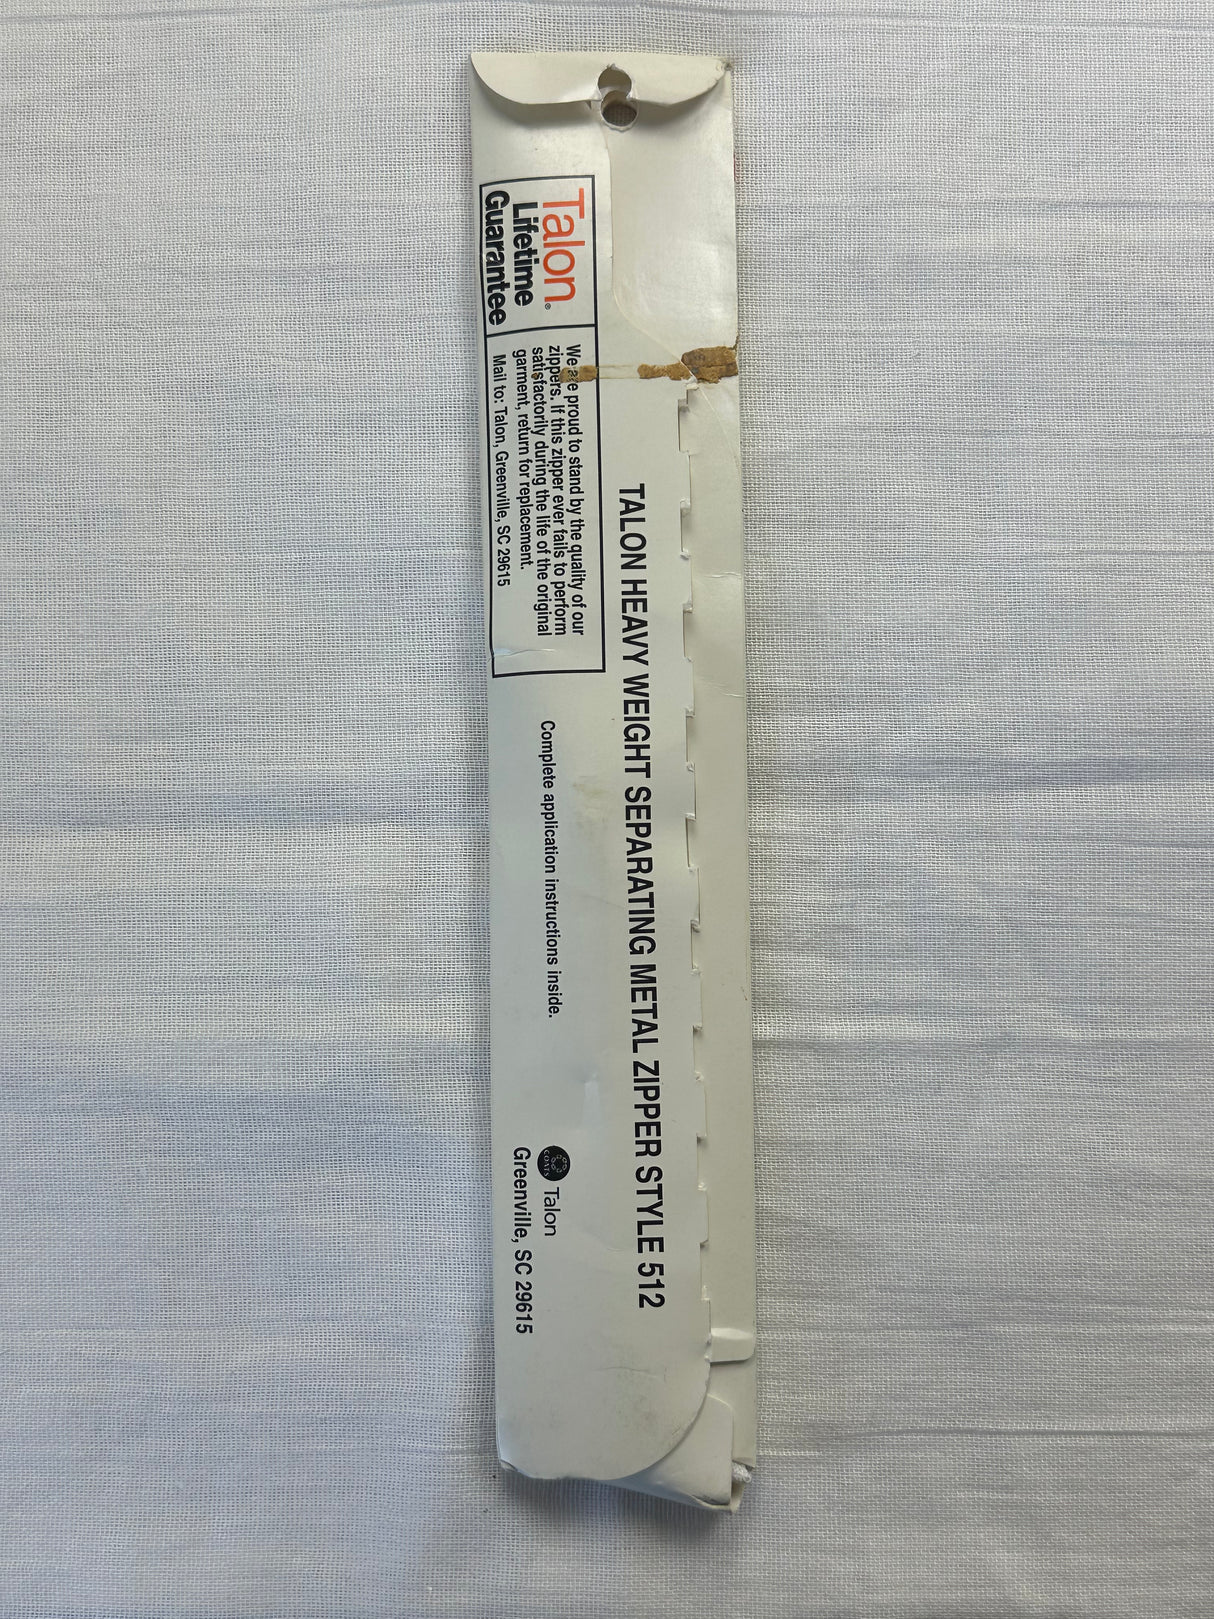 Talon®
Lifetime
Guarantee
We are proud to stand by the quality of our
zippers. If this zipper ever fails to perform
satisfactorily during the life of the original
garment, return for replacement.
Mail to: Talon, Greenville, SC 29615
TALON HEAVY WEIGHT SEPARATING METAL ZIPPER STYLE 512
Complete application instructions inside.
COATS
Talon
Greenville, SC 29615